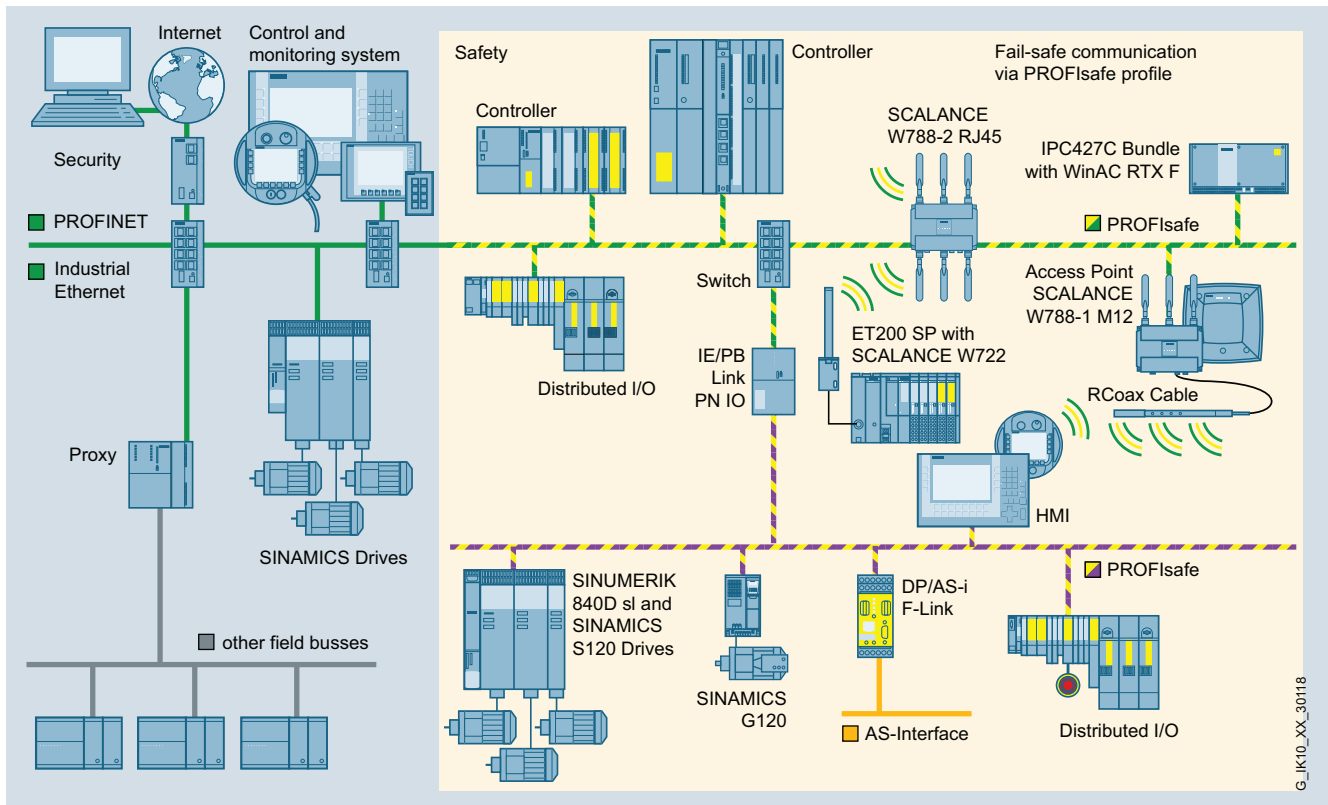 Internet
Control and
monitoring system
Safety
Controller
Controller
Fail-safe communication
via PROFIsafe profile
SCALANCE
W788-2 RJ45
IPC427C Bundle
with WinAC RTX F
Security
PROFINET
PROFIsafe
Industrial
Ethernet
Switch
Access Point
SCALANCE
W788-1 M12
ET200 SP with
SCALANCE W722
IE/PB
Link
PN IO
Distributed I/O
RCoax Cable
Proxy
HMI
SINAMICS Drives
PROFIsafe
SINUMERIK
840D sl and
SINAMICS
S120 Drives
DP/AS-i
F-Link
other field busses
SINAMICS
G120
AS-Interface
Distributed I/O
G_IK10_XX_30118